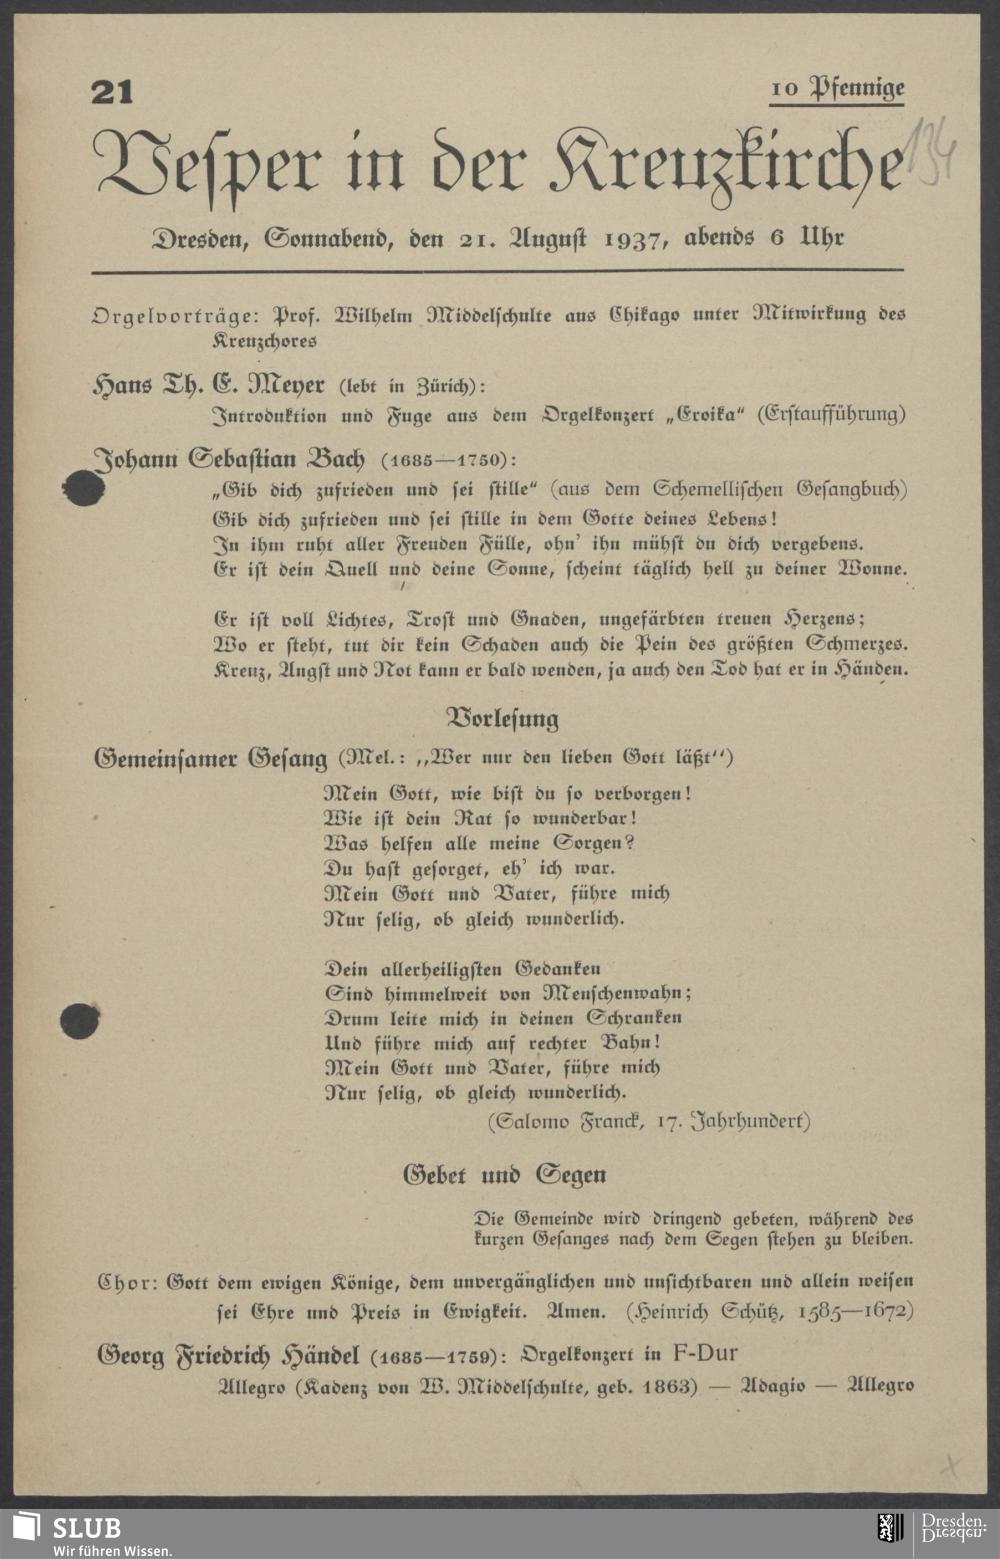 21
10 Pfennige
134
Vesper in der Kreuzkirche
Dresden, Sonnabend, den 21. August 1937, abends 6 Uhr
Orgelvorträge: Prof. Wilhelm Middelschulte aus Chikago unter Mitwirkung des
Kreuzchores
Hans Th. E. Meyer (lebt in Zürich):
Introduktion und Fuge aus dem Orgelkonzert „Eroika“ (Erstaufführung)
Johann Sebastian Bach (1685—1750):
„Gib dich zufrieden und sei stille“ (aus dem Schemellischen Gesangbuch)
Gib dich zufrieden und sei stille in dem Gotte deines Lebens!
In ihm ruht aller Freuden Fülle, ohn’ ihn mühst du dich vergebens.
Er ist dein Quell und deine Sonne, scheint täglich hell zu deiner Wonne.
Er ist voll Lichtes, Trost und Gnaden, ungefärbten treuen Herzens;
Wo er steht, tut dir kein Schaden auch die Pein des größten Schmerzes.
Kreuz, Angst und Not kann er bald wenden, ja auch den Tod hat er in Händen.
Vorlesung
Gemeinsamer Gesang (Mel.: ,,Wer nur den lieben Gott läßt“)
Mein Gott, wie bist du so verborgen!
Wie ist dein Rat so wunderbar!
Was helfen alle meine Sorgen?
Du hast gesorget, eh’ ich war.
Mein Gott und Vater, führe mich
Nur selig, ob gleich wunderlich.
Dein allerheiligsten Gedanken
Sind himmelweit von Menschenwahn;
Drum leite mich in deinen Schranken
Und führe mich auf rechter Bahn!
Mein Gott und Vater, führe mich
Nur selig, ob gleich wunderlich.
(Salomo Franck, 17. Jahrhundert)
Gebet und Segen
Die Gemeinde wird dringend gebeten, während des
kurzen Gesanges nach dem Segen stehen zu bleiben.
Chor: Gott dem ewigen Könige, dem unvergänglichen und unsichtbaren und allein weisen
sei Ehre und Preis in Ewigkeit. Amen. (Heinrich Schütz, 1585—1672)
Georg Friedrich Händel (1685—1759): Orgelkonzert in F-Dur
Allegro (Kadenz von W. Middelschulte, geb. 1863) — Adagio — Allegro
SLUB
Wir führen Wissen.
Dresden.
Dresden.